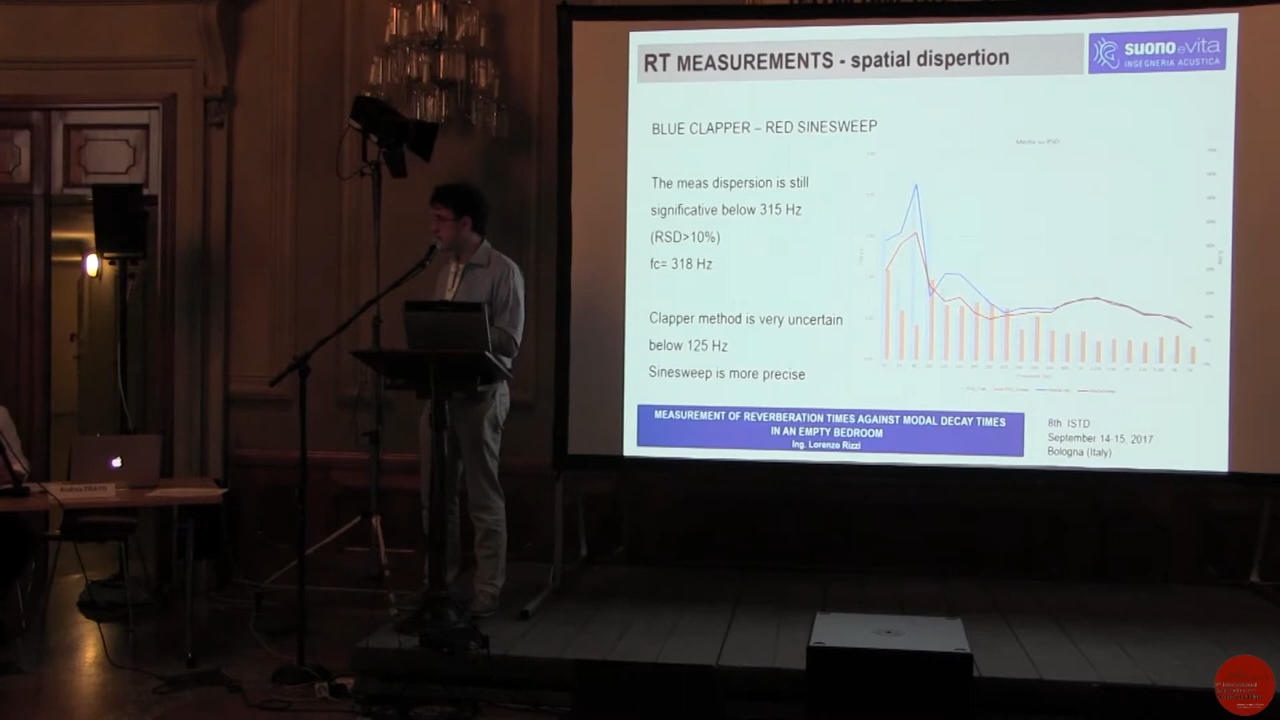 RT MEASUREMENTS - spatial dispertion
suono e vita
INGEGNERIA ACUSTICA
BLUE CLAPPER – RED SINESWEEP
The meas dispersion is still
significative below 315 Hz
(RSD>10%)
fc= 318 Hz
Clapper method is very uncertain
below 125 Hz
Sinesweep is more precise
MEASUREMENT OF REVERBERATION TIMES AGAINST MODAL DECAY TIMES
IN AN EMPTY BEDROOM
Ing. Lorenzo Rizzi
8th ISTD
September 14-15, 2017
Bologna (Italy)